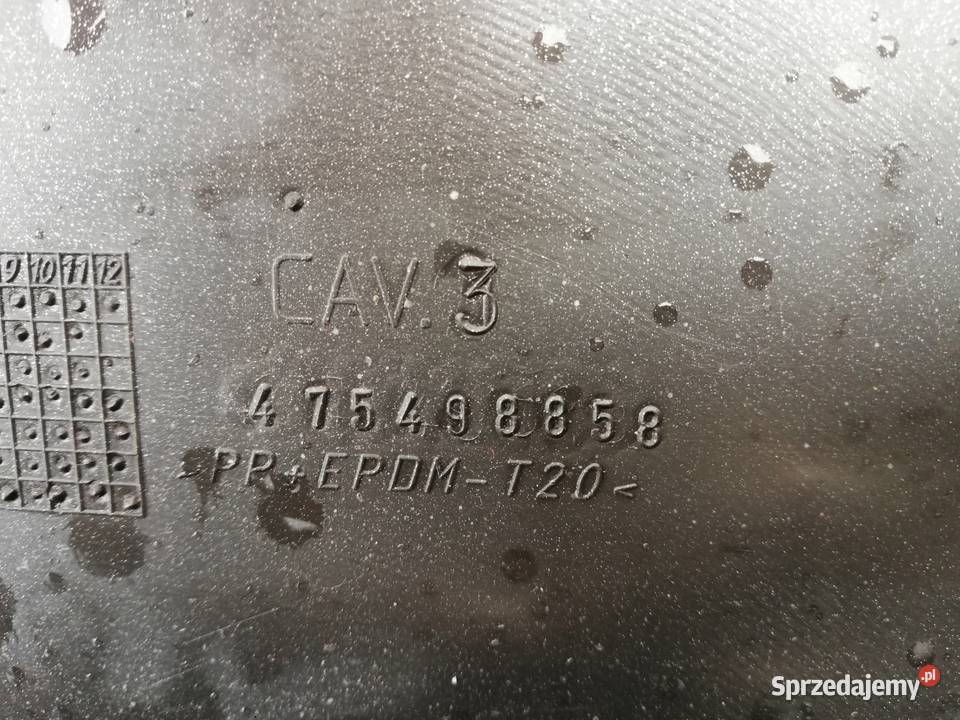 9 10 11 12
CAV. 3
475498858
>PP+EPDM-T20<
Sprzedajemy.pl